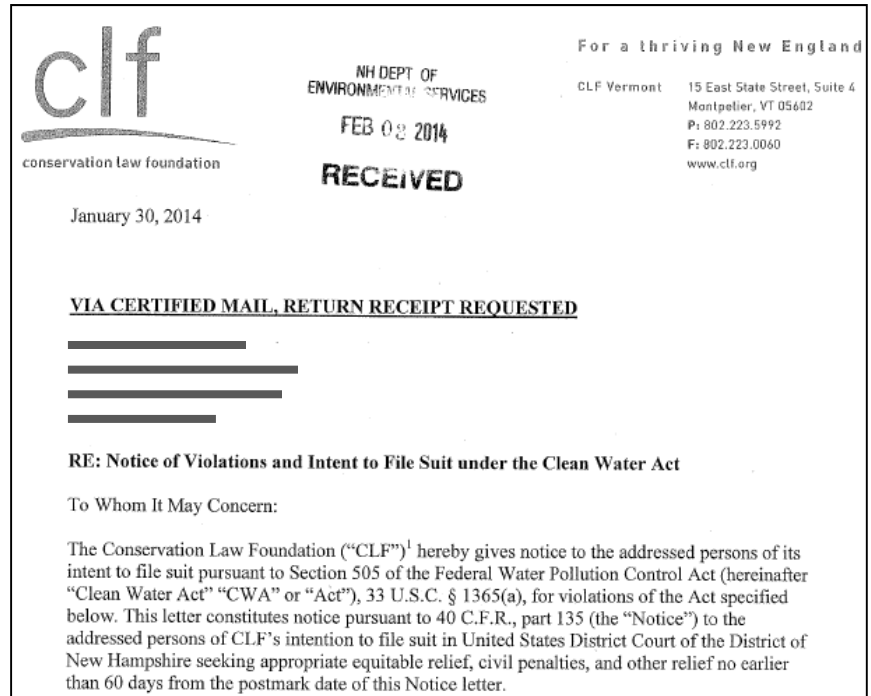 clf
conservation law foundation
NH DEPT OF
ENVIRONMENTAL SERVICES
FEB 03 2014
RECEIVED
For a thriving New England
CLF Vermont 15 East State Street, Suite 4
Montpelier, VT 05602
P: 802.223.5992
F: 802.223.0060
www.clf.org
January 30, 2014
VIA CERTIFIED MAIL, RETURN RECEIPT REQUESTED
RE: Notice of Violations and Intent to File Suit under the Clean Water Act
To Whom It May Concern:
The Conservation Law Foundation (“CLF”)¹ hereby gives notice to the addressed persons of its
intent to file suit pursuant to Section 505 of the Federal Water Pollution Control Act (hereinafter
“Clean Water Act” “CWA” or “Act”), 33 U.S.C. § 1365(a), for violations of the Act specified
below. This letter constitutes notice pursuant to 40 C.F.R., part 135 (the “Notice”) to the
addressed persons of CLF’s intention to file suit in United States District Court of the District of
New Hampshire seeking appropriate equitable relief, civil penalties, and other relief no earlier
than 60 days from the postmark date of this Notice letter.